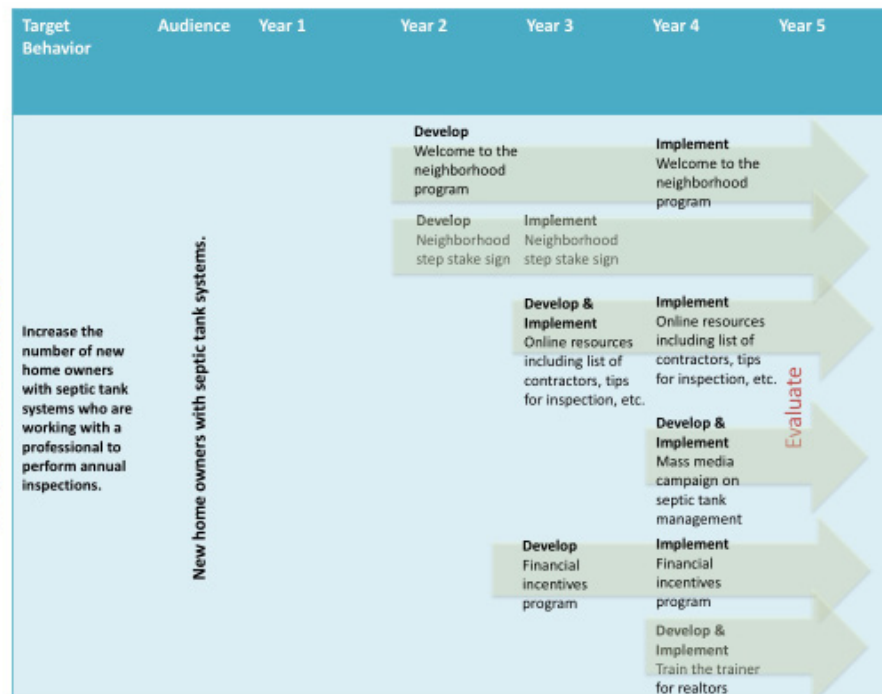 Target
Behavior
Audience
Year 1
Year 2
Year 3
Year 4
Year 5
Increase the
number of new
home owners
with septic tank
systems who are
working with a
professional to
perform annual
inspections.
New home owners with septic tank systems.
Develop
Welcome to the
neighborhood
program
Implement
Welcome to the
neighborhood
program
Develop
Neighborhood
step stake sign
Implement
Neighborhood
step stake sign
Develop &
Implement
Online resources
including list of
contractors, tips
for inspection, etc.
Implement
Online resources
including list of
contractors, tips
for inspection, etc.
Evaluate
Develop &
Implement
Mass media
campaign on
septic tank
management
Develop
Financial
incentives
program
Implement
Financial
incentives
program
Develop &
Implement
Train the trainer
for realtors